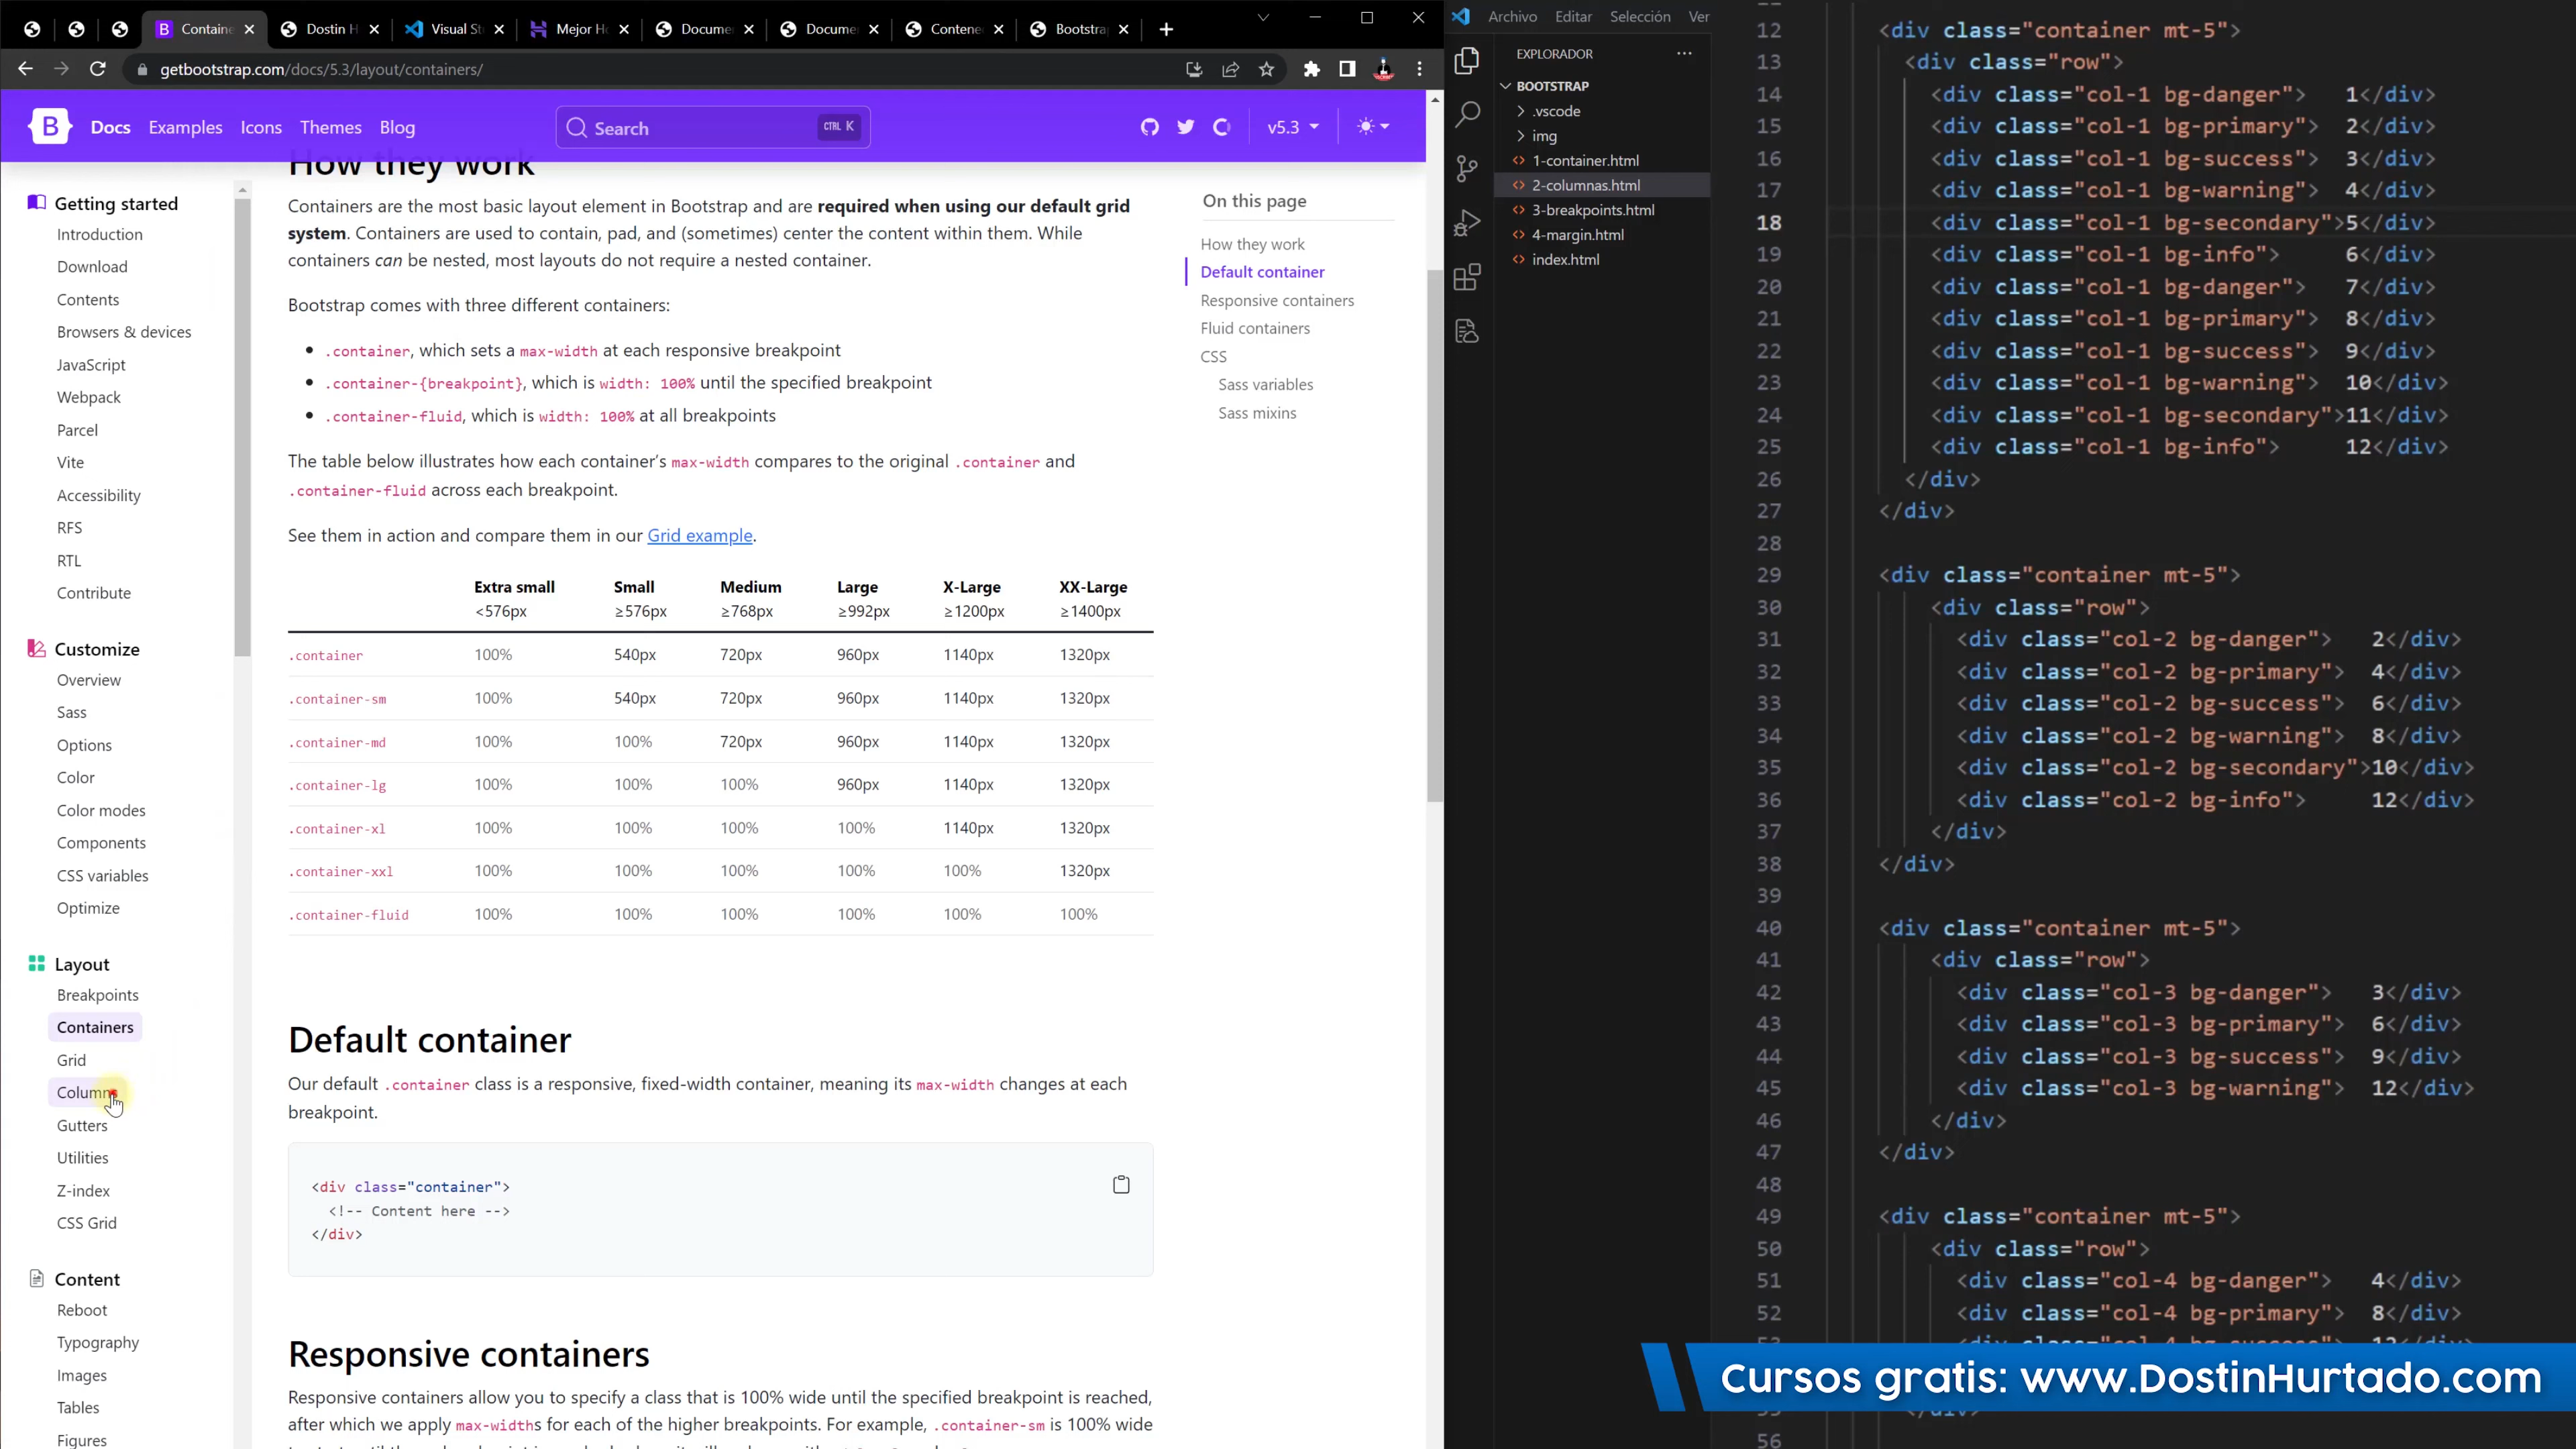 Containe
Dostin H
Visual St
Mejor Ho
Docume
Docume
Contene
Bootstra
getbootstrap.com/docs/5.3/layout/containers/
Docs
Examples
Icons
Themes
Blog
Search
CTRL K
v5.3
Getting started
Introduction
Download
Contents
Browsers & devices
JavaScript
Webpack
Parcel
Vite
Accessibility
RFS
RTL
Contribute
Customize
Overview
Sass
Options
Color
Color modes
Components
CSS variables
Optimize
Layout
Breakpoints
Containers
Grid
Columns
Gutters
Utilities
Z-index
CSS Grid
Content
Reboot
Typography
Images
Tables
Figures
How they work
Containers are the most basic layout element in Bootstrap and are required when using our default grid
system. Containers are used to contain, pad, and (sometimes) center the content within them. While
containers can be nested, most layouts do not require a nested container.
Bootstrap comes with three different containers:
.container, which sets a max-width at each responsive breakpoint
.container-{breakpoint}, which is width: 100% until the specified breakpoint
.container-fluid, which is width: 100% at all breakpoints
The table below illustrates how each container's max-width compares to the original .container and
.container-fluid across each breakpoint.
See them in action and compare them in our Grid example.
Extra small Small Medium Large X-Large XX-Large
<576px ≥576px ≥768px ≥992px ≥1200px ≥1400px
.container 100% 540px 720px 960px 1140px 1320px
.container-sm 100% 540px 720px 960px 1140px 1320px
.container-md 100% 100% 720px 960px 1140px 1320px
.container-lg 100% 100% 100% 960px 1140px 1320px
.container-xl 100% 100% 100% 100% 1140px 1320px
.container-xxl 100% 100% 100% 100% 100% 1320px
.container-fluid 100% 100% 100% 100% 100% 100%
Default container
Our default .container class is a responsive, fixed-width container, meaning its max-width changes at each
breakpoint.
<div class="container">
<!-- Content here -->
</div>
Responsive containers
Responsive containers allow you to specify a class that is 100% wide until the specified breakpoint is reached,
after which we apply max-widths for each of the higher breakpoints. For example, .container-sm is 100% wide
On this page
How they work
Default container
Responsive containers
Fluid containers
CSS
Sass variables
Sass mixins
Archivo Editar Selección Ver
EXPLORADOR
BOOTSTRAP
.vscode
img
1-container.html
2-columnas.html
3-breakpoints.html
4-margin.html
index.html
12 <div class="container mt-5">
13 <div class="row">
14 <div class="col-1 bg-danger"> 1</div>
15 <div class="col-1 bg-primary"> 2</div>
16 <div class="col-1 bg-success"> 3</div>
17 <div class="col-1 bg-warning"> 4</div>
18 <div class="col-1 bg-secondary">5</div>
19 <div class="col-1 bg-info"> 6</div>
20 <div class="col-1 bg-danger"> 7</div>
21 <div class="col-1 bg-primary"> 8</div>
22 <div class="col-1 bg-success"> 9</div>
23 <div class="col-1 bg-warning"> 10</div>
24 <div class="col-1 bg-secondary">11</div>
25 <div class="col-1 bg-info"> 12</div>
26 </div>
27 </div>
28
29 <div class="container mt-5">
30 <div class="row">
31 <div class="col-2 bg-danger"> 2</div>
32 <div class="col-2 bg-primary"> 4</div>
33 <div class="col-2 bg-success"> 6</div>
34 <div class="col-2 bg-warning"> 8</div>
35 <div class="col-2 bg-secondary">10</div>
36 <div class="col-2 bg-info"> 12</div>
37 </div>
38 </div>
39
40 <div class="container mt-5">
41 <div class="row">
42 <div class="col-3 bg-danger"> 3</div>
43 <div class="col-3 bg-primary"> 6</div>
44 <div class="col-3 bg-success"> 9</div>
45 <div class="col-3 bg-warning"> 12</div>
46 </div>
47 </div>
48
49 <div class="container mt-5">
50 <div class="row">
51 <div class="col-4 bg-danger"> 4</div>
52 <div class="col-4 bg-primary"> 8</div>
56
Cursos gratis: www.DostinHurtado.com